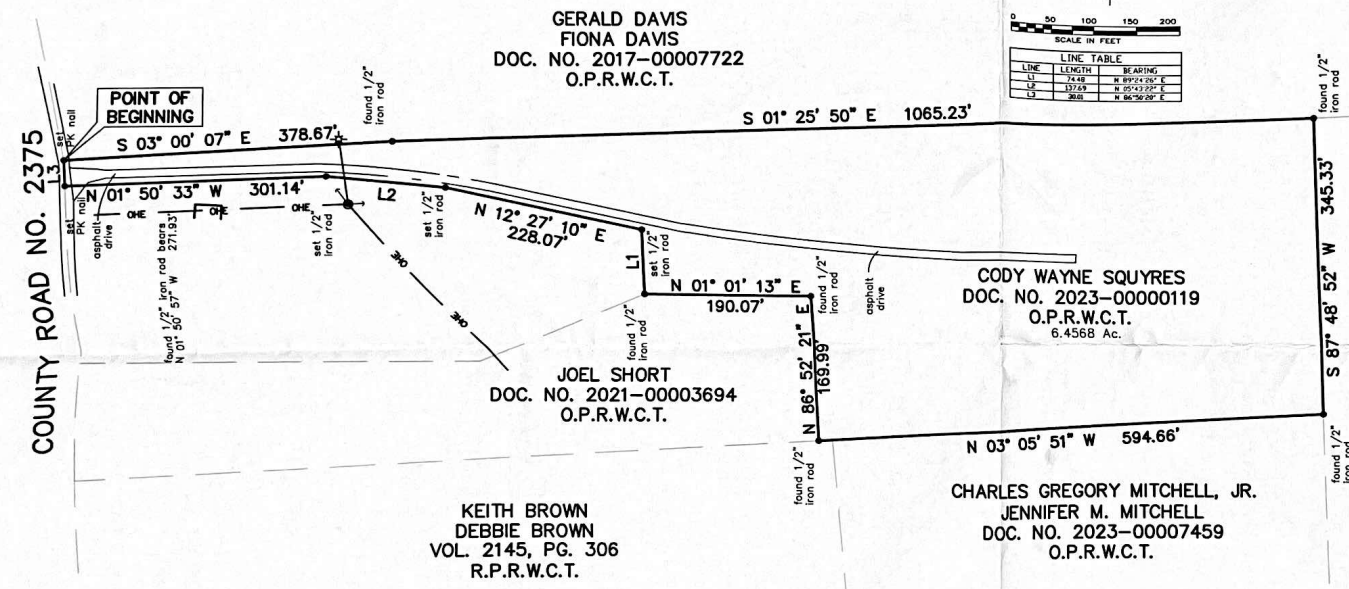 GERALD DAVIS
FIONA DAVIS
DOC. NO. 2017-00007722
O.P.R.W.C.T.
0 50 100 150 200
SCALE IN FEET
LINE TABLE
LINE LENGTH BEARING
L1 74.48 N 89°24'26" E
L2 137.69 N 05°43'22" E
L3 30.01 N 86°50'20" E
POINT OF
BEGINNING
set
PK nail
S 03° 00' 07" E 378.67'
found 1/2"
iron rod
S 01° 25' 50" E 1065.23'
found 1/2"
iron rod
COUNTY ROAD NO. 2375
L3
N 01° 50' 33" W 301.14'
L2
set
PK nail
asphalt
drive
OHE OHE OHE
found 1/2" iron rod bears
N 01° 50' 57" W 271.93'
set 1/2"
iron rod
set 1/2"
iron rod
OHE
OHE
N 12° 27' 10" E
228.07'
L1
set 1/2"
iron rod
N 01° 01' 13" E
190.07'
found 1/2"
iron rod
found 1/2"
iron rod
asphalt
drive
345.33'
S 87° 48' 52" W
CODY WAYNE SQUYRES
DOC. NO. 2023-00000119
O.P.R.W.C.T.
6.4568 Ac.
N 86° 52' 21" E
169.99'
JOEL SHORT
DOC. NO. 2021-00003694
O.P.R.W.C.T.
N 03° 05' 51" W 594.66'
found 1/2"
iron rod
found 1/2"
iron rod
KEITH BROWN
DEBBIE BROWN
VOL. 2145, PG. 306
R.P.R.W.C.T.
CHARLES GREGORY MITCHELL, JR.
JENNIFER M. MITCHELL
DOC. NO. 2023-00007459
O.P.R.W.C.T.